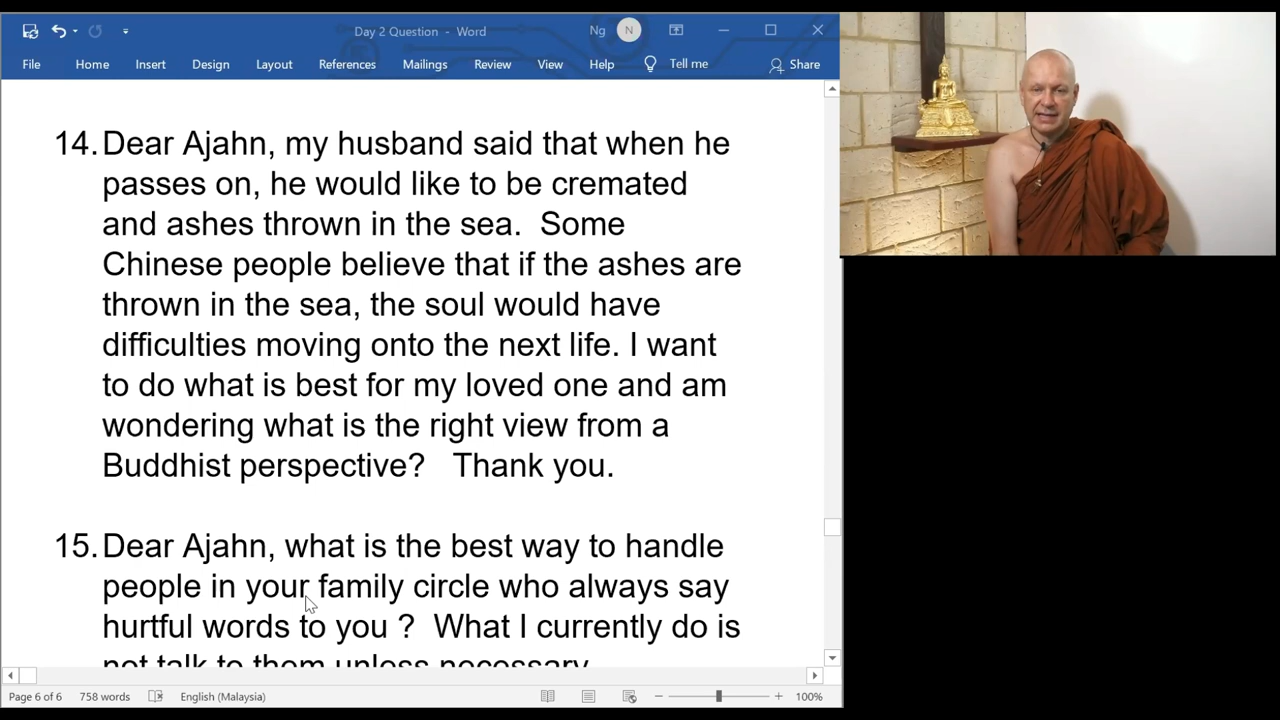 Day 2 Question - Word
Ng
N
File Home Insert Design Layout References Mailings Review View Help Tell me Share
14. Dear Ajahn, my husband said that when he
passes on, he would like to be cremated
and ashes thrown in the sea. Some
Chinese people believe that if the ashes are
thrown in the sea, the soul would have
difficulties moving onto the next life. I want
to do what is best for my loved one and am
wondering what is the right view from a
Buddhist perspective? Thank you.
15. Dear Ajahn, what is the best way to handle
people in your family circle who always say
hurtful words to you ? What I currently do is
not talk to them unless necessary
Page 6 of 6 758 words English (Malaysia) 100%